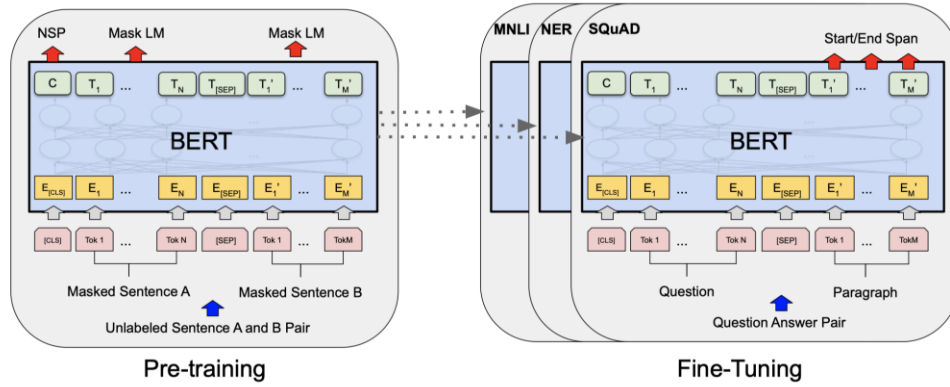 NSP Mask LM Mask LM
C T1 ... TN T[SEP] T1' ... TM'
BERT
E[CLS] E1 ... EN E[SEP] E1' ... EM'
[CLS] Tok 1 ... Tok N [SEP] Tok 1 ... TokM
Masked Sentence A Masked Sentence B
Unlabeled Sentence A and B Pair
Pre-training
MNLI NER SQuAD
Start/End Span
C T1 ... TN T[SEP] T1' ... TM'
BERT
E[CLS] E1 ... EN E[SEP] E1' ... EM'
[CLS] Tok 1 ... Tok N [SEP] Tok 1 ... TokM
Question Paragraph
Question Answer Pair
Fine-Tuning